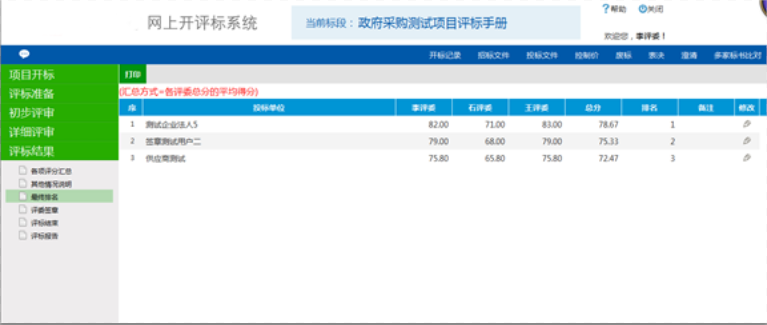 网上开评标系统
当前标段： 政府采购测试项目评标手册
?帮助 关闭
欢迎您，李评委！
开标记录 招标文件 投标文件 控制价 废标 表决 澄清 多家标书比对
项目开标
评标准备
初步评审
详细评审
评标结果
各项评分汇总
其他情况说明
最终排名
评委签章
评标结束
评标报告
打印
(汇总方式=各评委总分的平均得分)
序 投标单位 李评委 石评委 王评委 总分 排名 备注 修改
1 测试企业法人5 82.00 71.00 83.00 78.67 1
2 签章测试用户二 79.00 68.00 79.00 75.33 2
3 供应商测试 75.80 65.80 75.80 72.47 3